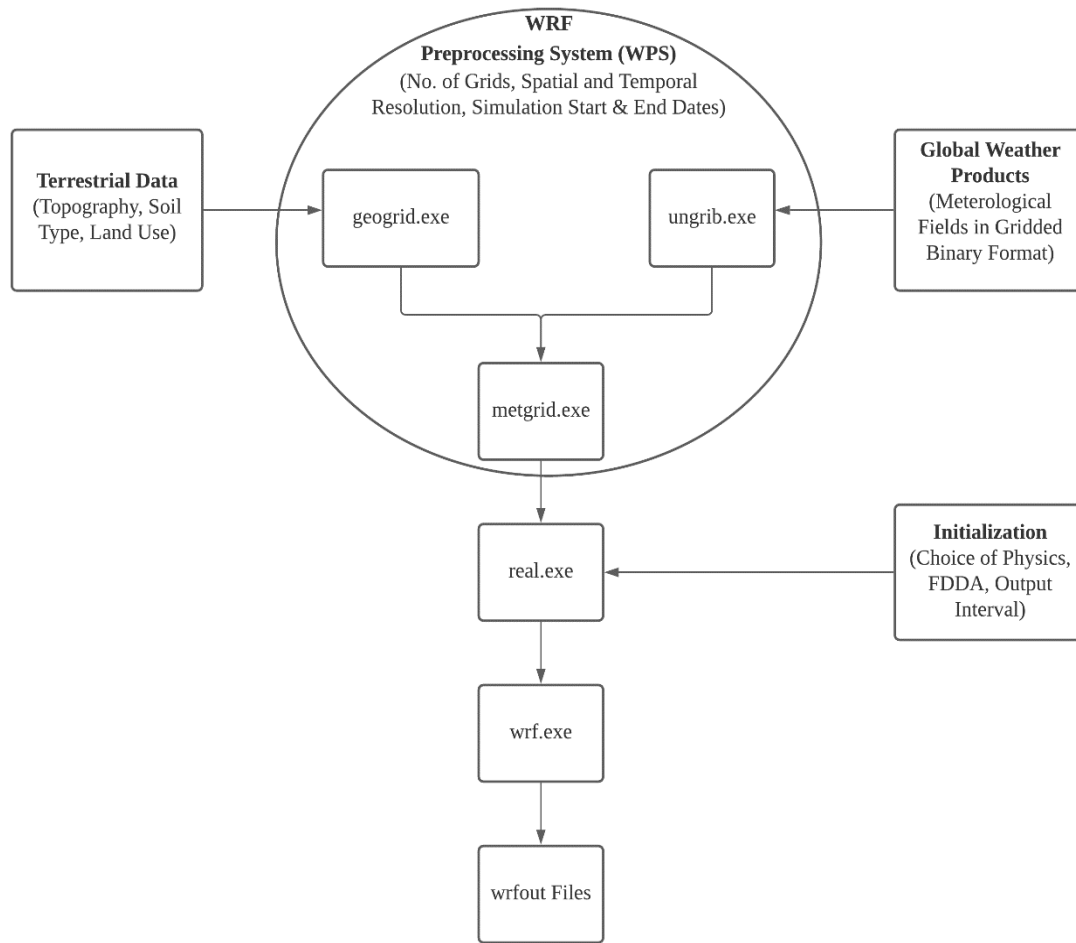 WRF
Preprocessing System (WPS)
(No. of Grids, Spatial and Temporal
Resolution, Simulation Start & End Dates)
Terrestrial Data
(Topography, Soil
Type, Land Use)
geogrid.exe
ungrib.exe
Global Weather
Products
(Meterological
Fields in Gridded
Binary Format)
metgrid.exe
real.exe
Initialization
(Choice of Physics,
FDDA, Output
Interval)
wrf.exe
wrfout Files